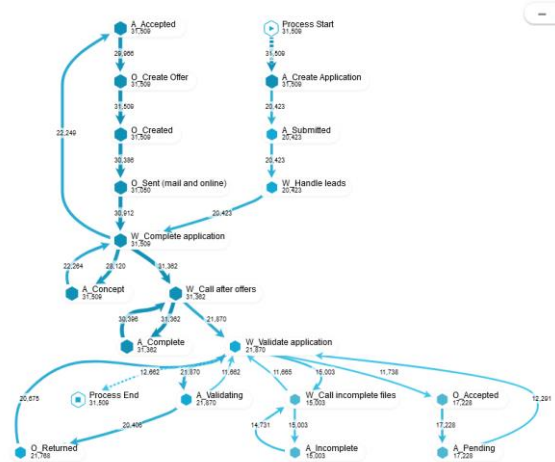 A_Accepted
31,509
Process Start
31,509
29,966
31,509
O_Create Offer
31,509
A_Create Application
31,509
31,509
20,423
O_Created
31,509
A_Submitted
20,423
22,249
30,386
20,423
O_Sent (mail and online)
W_Handle leads
20,423
30,912
20,423
W_Complete application
31,509
22,264
28,120
31,362
A_Concept
31,509
W_Call after offers
31,362
30,396
31,362
21,870
A_Complete
31,362
W_Validate application
21,870
12,662
21,870
11,662
11,665
15,003
11,738
20,675
Process End
31,509
A_Validating
21,870
W_Call incomplete files
15,003
O_Accepted
17,228
12,291
20,406
14,731
15,003
17,228
O_Returned
21,768
A_Incomplete
15,003
A_Pending
17,228